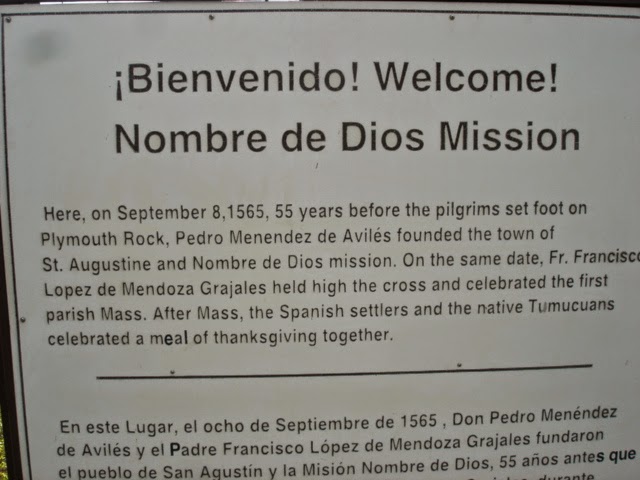 ¡Bienvenido! Welcome!
Nombre de Dios Mission
Here, on September 8,1565, 55 years before the pilgrims set foot on
Plymouth Rock, Pedro Menendez de Avilés founded the town of
St. Augustine and Nombre de Dios mission. On the same date, Fr. Francisco
Lopez de Mendoza Grajales held high the cross and celebrated the first
parish Mass. After Mass, the Spanish settlers and the native Tumucuans
celebrated a meal of thanksgiving together.
En este Lugar, el ocho de Septiembre de 1565 , Don Pedro Menéndez
de Avilés y el Padre Francisco López de Mendoza Grajales fundaron
el pueblo de San Agustín y la Misión Nombre de Dios, 55 años antes que
durante